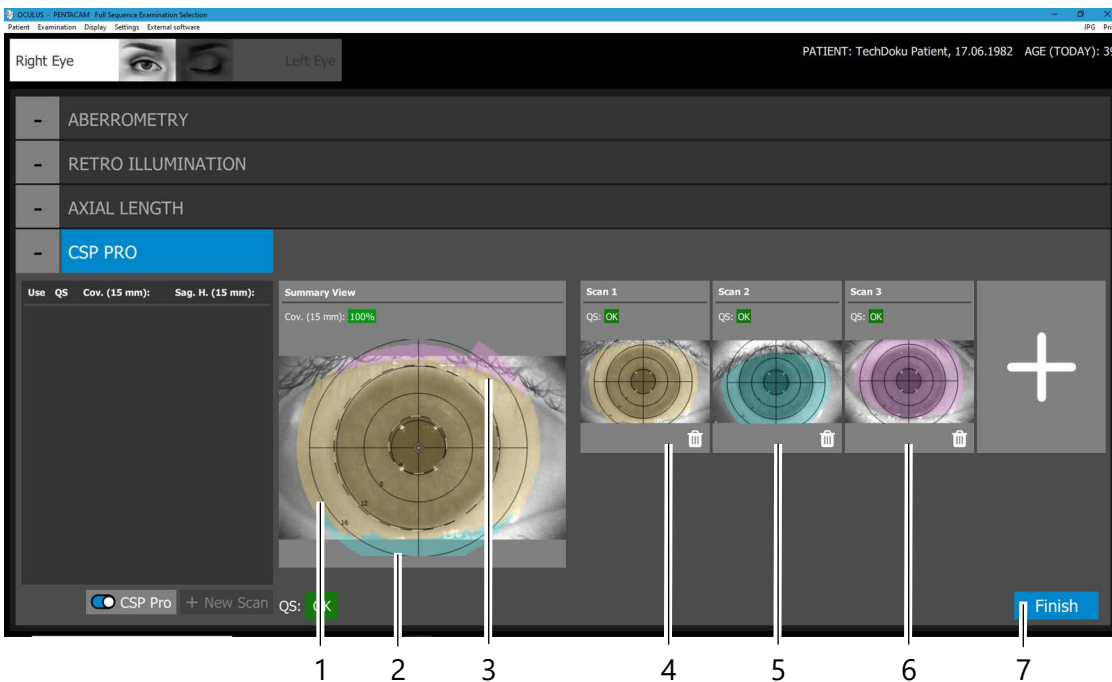 OCULUS - PENTACAM Full Sequence Examination Selection
Patient Examination Display Settings External software JPG Pri
Right Eye Left Eye PATIENT: TechDoku Patient, 17.06.1982 AGE (TODAY): 39
- ABERROMETRY
- RETRO ILLUMINATION
- AXIAL LENGTH
- CSP PRO
Use QS Cov. (15 mm): Sag. H. (15 mm):
Summary View
Cov. (15 mm): 100%
8
12
16
Scan 1
QS: OK
Scan 2
QS: OK
Scan 3
QS: OK
CSP Pro + New Scan
QS: OK
Finish
1 2 3 4 5 6 7